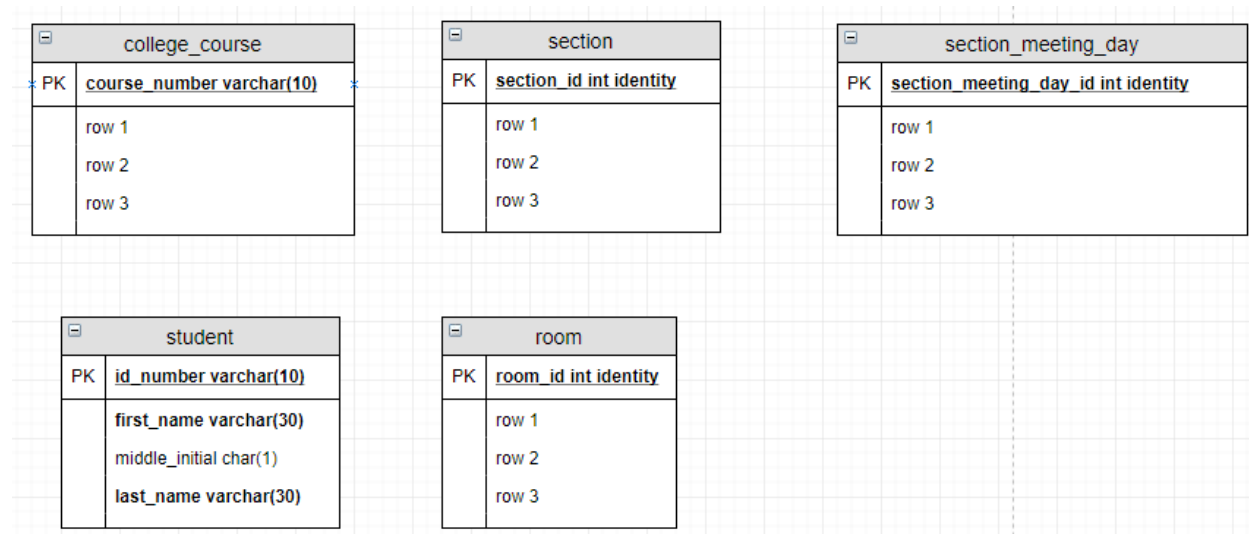 college_course
PK course_number varchar(10)
row 1
row 2
row 3
section
PK section_id int identity
row 1
row 2
row 3
section_meeting_day
PK section_meeting_day_id int identity
row 1
row 2
row 3
student
PK id_number varchar(10)
first_name varchar(30)
middle_initial char(1)
last_name varchar(30)
room
PK room_id int identity
row 1
row 2
row 3